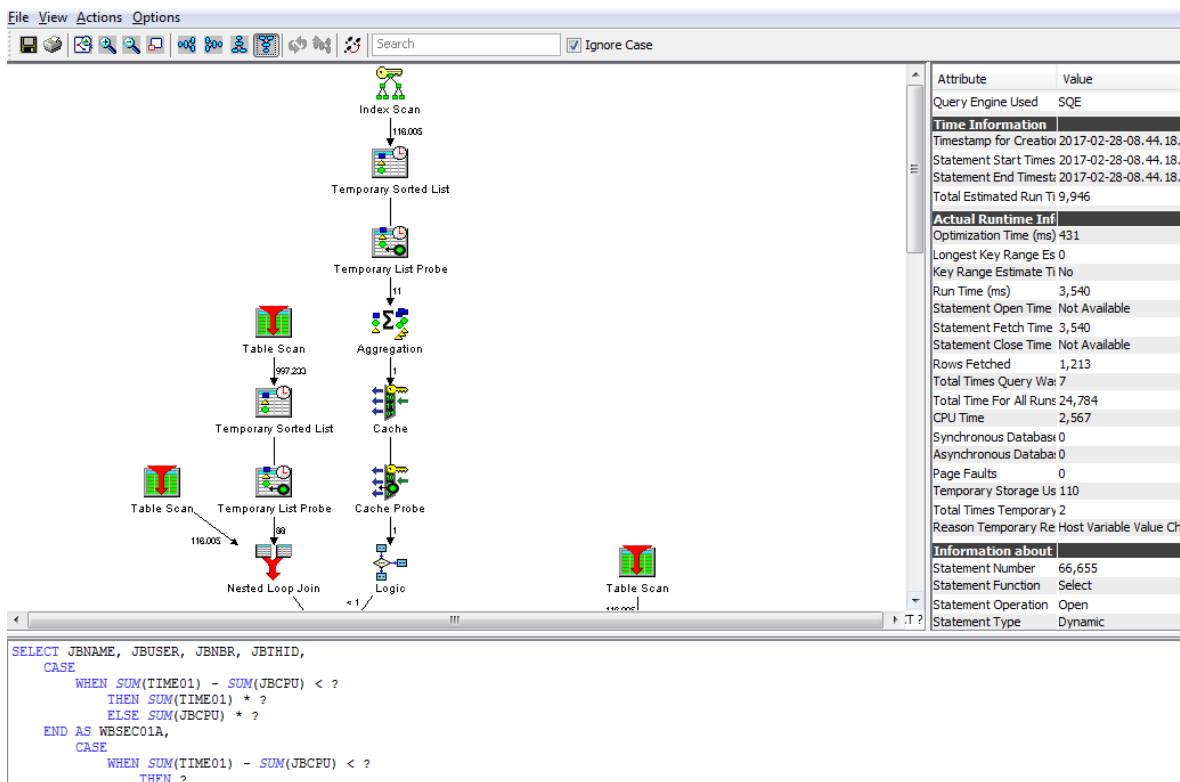 File View Actions Options
Search
Ignore Case
Index Scan
116.005
Temporary Sorted List
Temporary List Probe
11
Table Scan
Aggregation
997.233
1
Temporary Sorted List
Cache
Table Scan
Temporary List Probe
Cache Probe
116.005
88
1
Nested Loop Join
Logic
Table Scan
< 1
116.005
CT ?
Attribute Value
Query Engine Used SQE
Time Information
Timestamp for Creation 2017-02-28-08.44.18.
Statement Start Times 2017-02-28-08.44.18.
Statement End Timesta 2017-02-28-08.44.18.
Total Estimated Run Ti 9,946
Actual Runtime Inf
Optimization Time (ms) 431
Longest Key Range Es 0
Key Range Estimate Ti No
Run Time (ms) 3,540
Statement Open Time Not Available
Statement Fetch Time 3,540
Statement Close Time Not Available
Rows Fetched 1,213
Total Times Query Wa: 7
Total Time For All Runs 24,784
CPU Time 2,567
Synchronous Database 0
Asynchronous Databa: 0
Page Faults 0
Temporary Storage Us 110
Total Times Temporary 2
Reason Temporary Re Host Variable Value Ch
Information about
Statement Number 66,655
Statement Function Select
Statement Operation Open
Statement Type Dynamic
SELECT JBNAME, JBUSER, JBNBR, JBTHID,
CASE
WHEN SUM(TIME01) - SUM(JBCPU) < ?
THEN SUM(TIME01) * ?
ELSE SUM(JBCPU) * ?
END AS WBSEC01A,
CASE
WHEN SUM(TIME01) - SUM(JBCPU) < ?
THEN ?